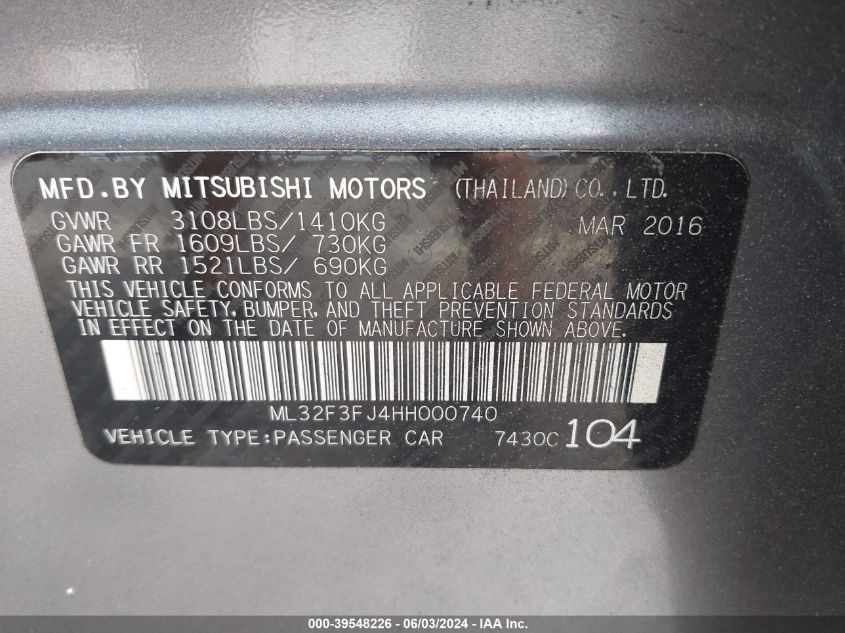 MFD.BY MITSUBISHI MOTORS (THAILAND) CO., LTD.
GVWR 3108LBS/1410KG MAR 2016
GAWR FR 1609LBS/ 730KG
GAWR RR 1521LBS/ 690KG
THIS VEHICLE CONFORMS TO ALL APPLICABLE FEDERAL MOTOR
VEHICLE SAFETY, BUMPER, AND THEFT PREVENTION STANDARDS
IN EFFECT ON THE DATE OF MANUFACTURE SHOWN ABOVE.
ML32F3FJ4HH000740
VEHICLE TYPE:PASSENGER CAR 7430C 104
000-39548226 - 06/03/2024 - IAA Inc.